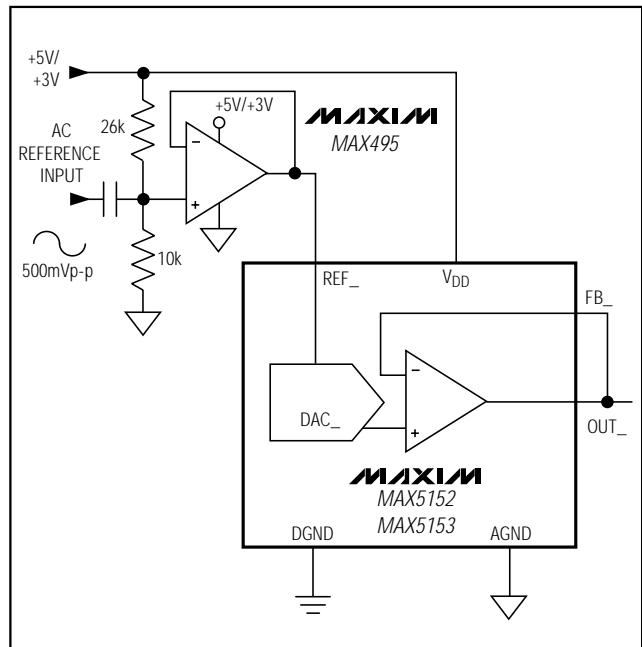 +5V/
+3V
26k
+5V/+3V
MAXIM
MAX495
AC
REFERENCE
INPUT
−
+
500mVp-p
10k
REF_
VDD
FB_
−
DAC_
+
OUT_
MAXIM
MAX5152
MAX5153
DGND
AGND